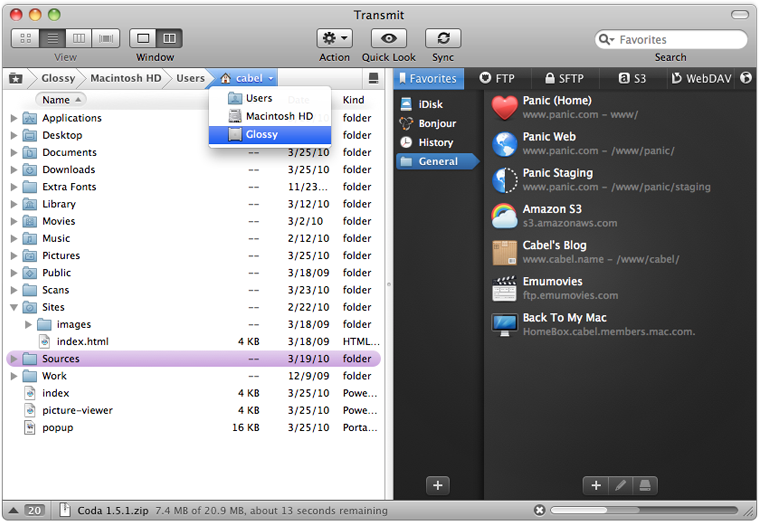 Transmit
View
Window
Action
Quick Look
Sync
Favorites
Search
Glossy
Macintosh HD
Users
cabel
Users
Macintosh HD
Glossy
Name
Kind
Applications folder
Desktop -- 3/25/10 folder
Documents -- 3/25/10 folder
Downloads -- 3/25/10 folder
Extra Fonts -- 11/23... folder
Library -- 3/12/10 folder
Movies -- 3/2/10 folder
Music -- 2/12/10 folder
Pictures -- 3/25/10 folder
Public -- 3/18/09 folder
Scans -- 3/23/10 folder
Sites -- 2/22/10 folder
images -- 3/18/09 folder
index.html 4 KB 3/18/09 HTML...
Sources -- 3/19/10 folder
Work -- 12/9/09 folder
index 4 KB 3/25/10 Powe...
picture-viewer 4 KB 3/25/10 Powe...
popup 16 KB 3/25/10 Porta...
Favorites
FTP
SFTP
S3
WebDAV
iDisk
Bonjour
History
General
Panic (Home)
www.panic.com – www/
Panic Web
www.panic.com – /www/panic/
Panic Staging
www.panic.com – /www/panic/staging
Amazon S3
s3.amazonaws.com
Cabel's Blog
www.cabel.name – /www/cabel/
Emumovies
ftp.emumovies.com
Back To My Mac
HomeBox.cabel.members.mac.com.
20
Coda 1.5.1.zip 7.4 MB of 20.9 MB, about 13 seconds remaining